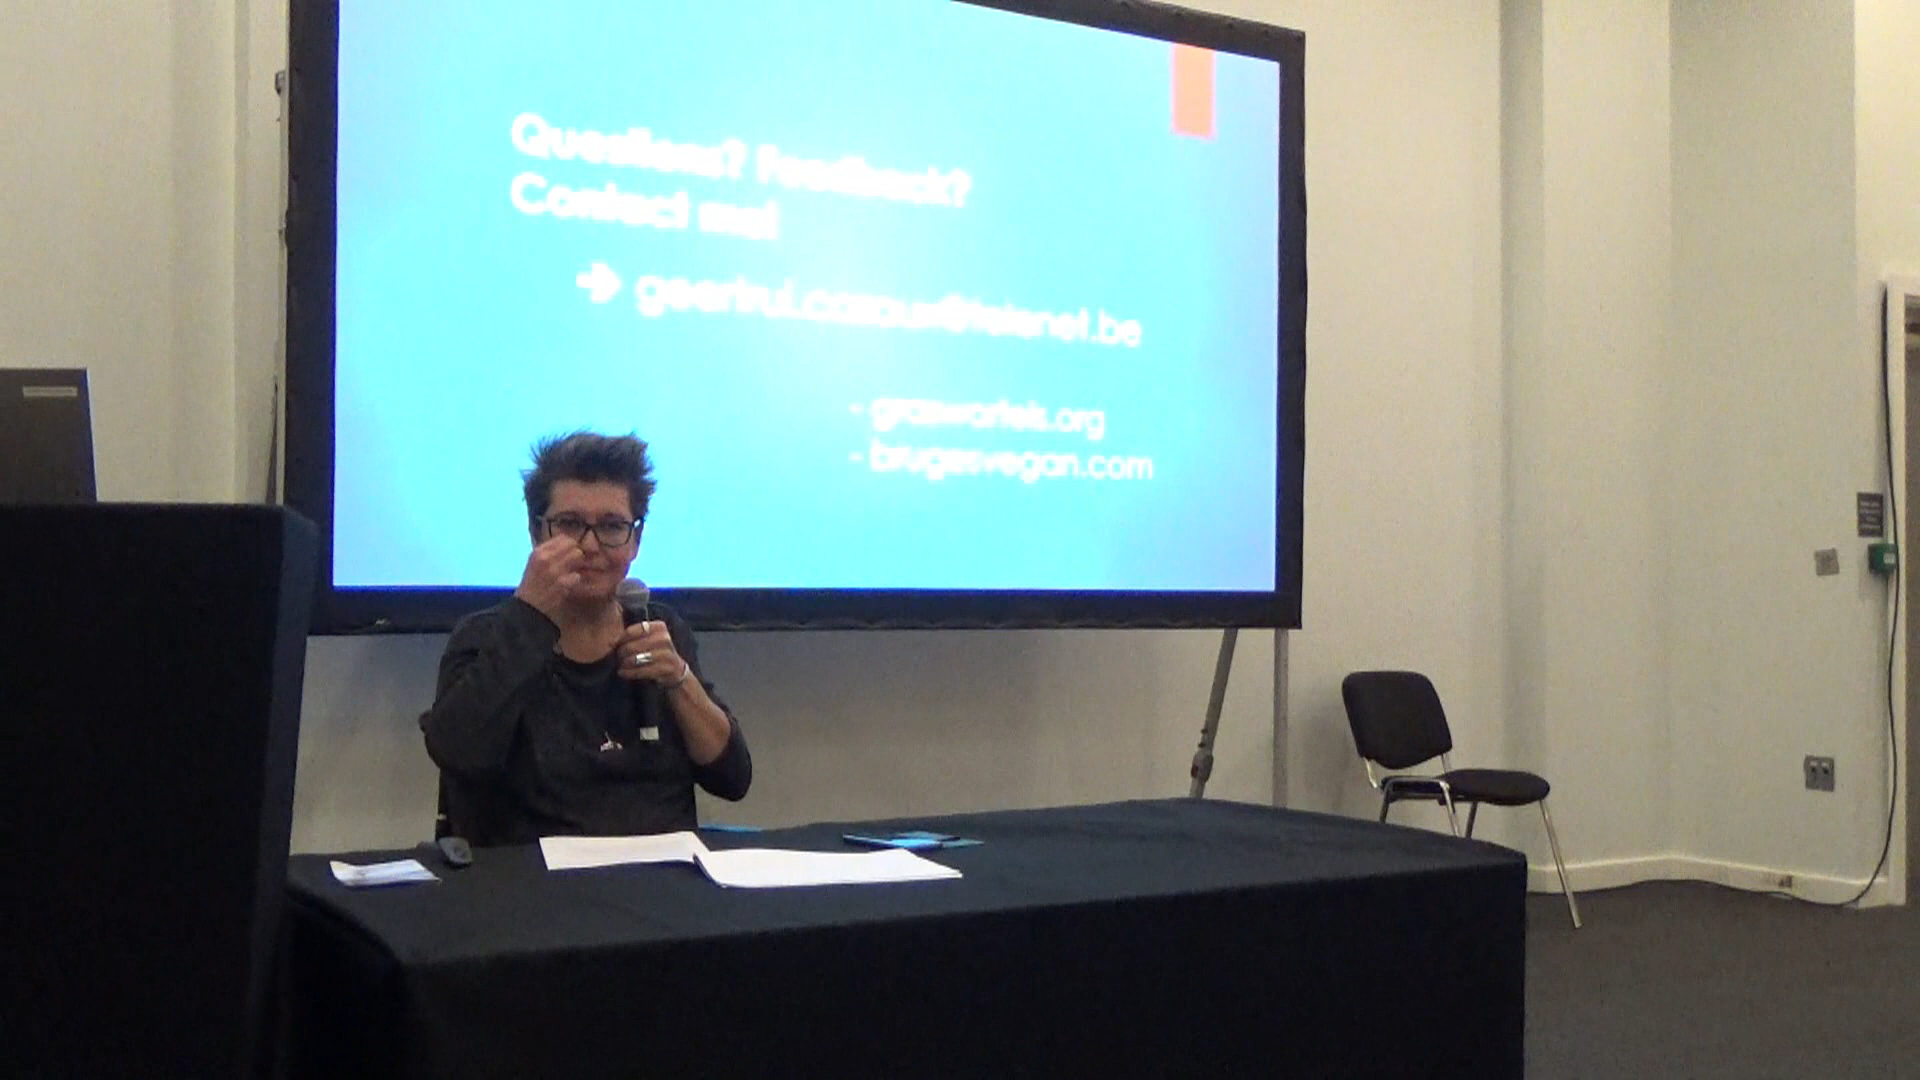 Questions? Feedback?
Contact me!
→ geertrui.cazaux@telenet.be
- graswortels.org
- brugesvegan.com